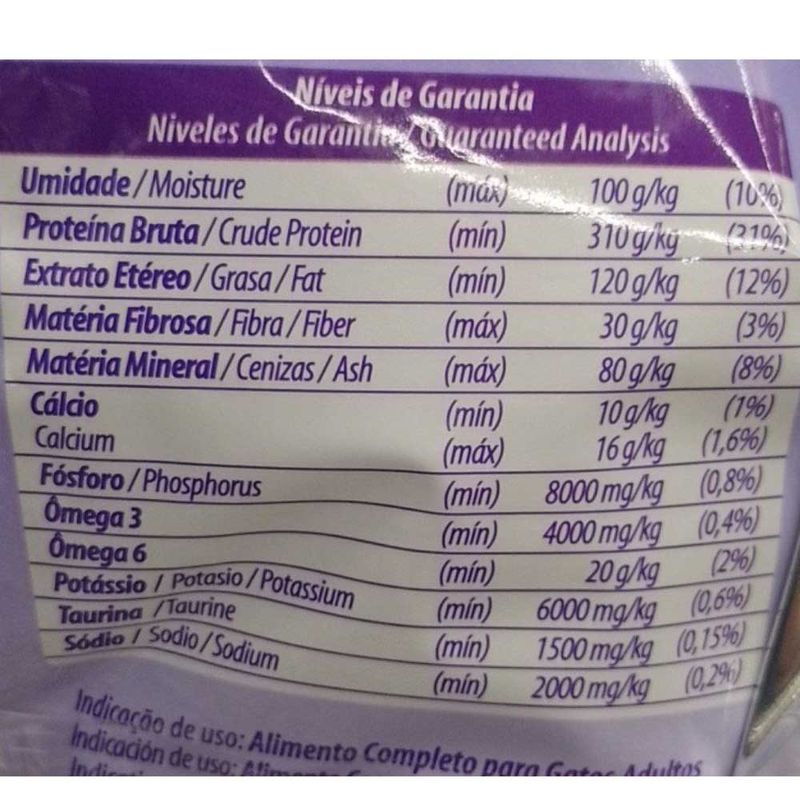 Níveis de Garantia
Niveles de Garantía / Guaranteed Analysis
Umidade / Moisture (máx) 100 g/kg (10%)
Proteína Bruta / Crude Protein (mín) 310 g/kg (31%)
Extrato Etéreo / Grasa / Fat (mín) 120 g/kg (12%)
Matéria Fibrosa / Fibra / Fiber (máx) 30 g/kg (3%)
Matéria Mineral / Cenizas / Ash (máx) 80 g/kg (8%)
Cálcio (mín) 10 g/kg (1%)
Calcium (máx) 16 g/kg (1,6%)
Fósforo / Phosphorus (mín) 8000 mg/kg (0,8%)
Ômega 3 (mín) 4000 mg/kg (0,4%)
Ômega 6 (mín) 20 g/kg (2%)
Potássio / Potasio / Potassium (mín) 6000 mg/kg (0,6%)
Taurina / Taurine (mín) 1500 mg/kg (0,15%)
Sódio / Sodio / Sodium (mín) 2000 mg/kg (0,2%)
Indicação de uso: Alimento Completo para Gatos Adultos
Indicación de uso: